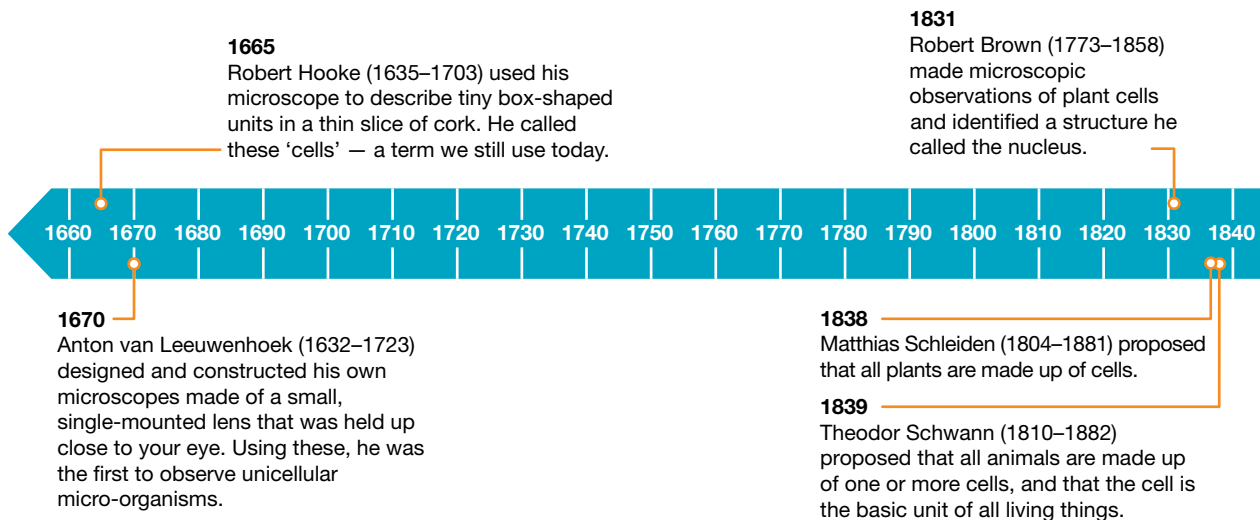 1665
Robert Hooke (1635–1703) used his
microscope to describe tiny box-shaped
units in a thin slice of cork. He called
these ‘cells’ — a term we still use today.
1831
Robert Brown (1773–1858)
made microscopic
observations of plant cells
and identified a structure he
called the nucleus.
1660 1670 1680 1690 1700 1710 1720 1730 1740 1750 1760 1770 1780 1790 1800 1810 1820 1830 1840
1670
Anton van Leeuwenhoek (1632–1723)
designed and constructed his own
microscopes made of a small,
single-mounted lens that was held up
close to your eye. Using these, he was
the first to observe unicellular
micro-organisms.
1838
Matthias Schleiden (1804–1881) proposed
that all plants are made up of cells.
1839
Theodor Schwann (1810–1882)
proposed that all animals are made up
of one or more cells, and that the cell is
the basic unit of all living things.